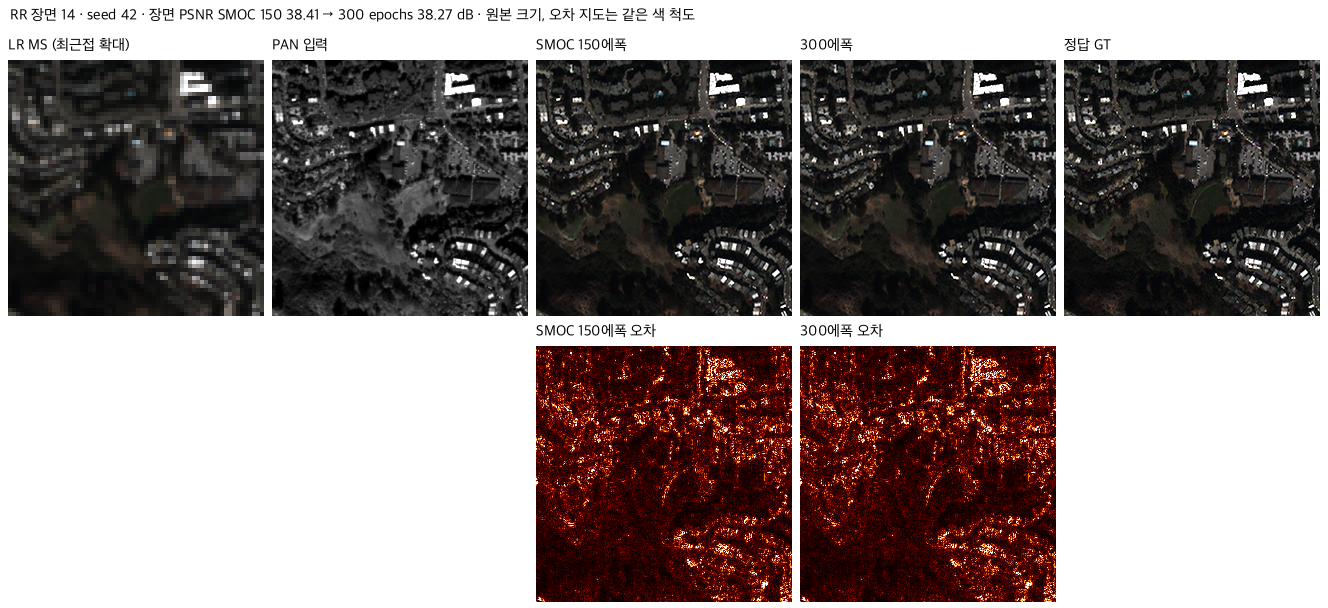 RR 장면 14 · seed 42 · 장면 PSNR SMOC 150 38.41 → 300 epochs 38.27 dB · 원본 크기, 오차 지도는 같은 색 척도
LR MS (최근접 확대)
PAN 입력
SMOC 150에폭
300에폭
정답 GT
SMOC 150에폭 오차
300에폭 오차